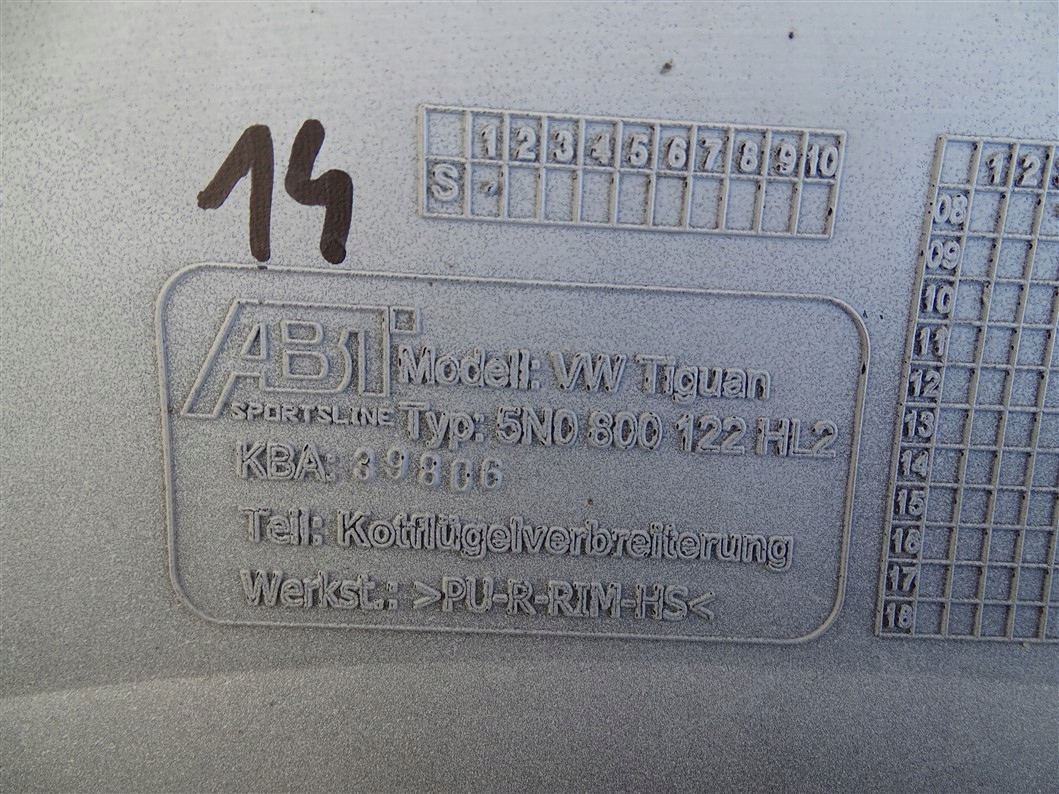 14
1 2 3 4 5 6 7 8 9 10
S
1 2
08
09
10
11
12
13
14
15
16
17
18
ABT
SPORTSLINE
Modell: VW Tiguan
Typ: 5N0 800 122 HL2
KBA: 39806
Teil: Kotflügelverbreiterung
Werkst.: >PU-R-RIM-HS<